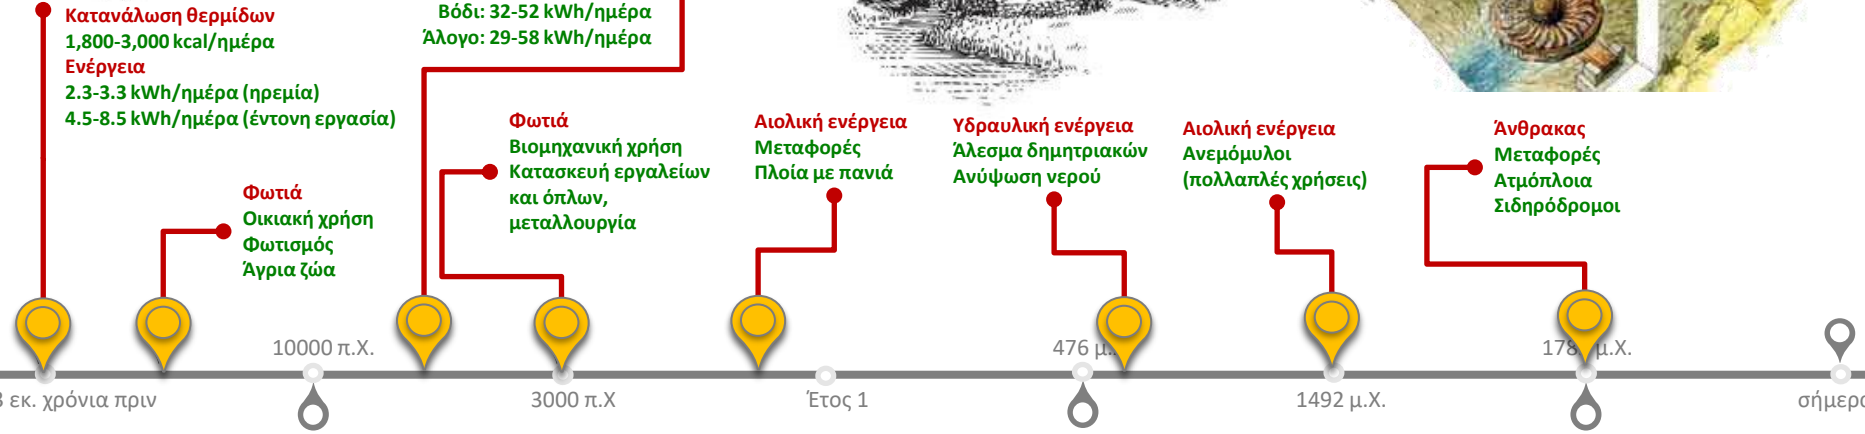 Κατανάλωση θερμίδων
1,800-3,000 kcal/ημέρα
Ενέργεια
2.3-3.3 kWh/ημέρα (ηρεμία)
4.5-8.5 kWh/ημέρα (έντονη εργασία)
Βόδι: 32-52 kWh/ημέρα
Άλογο: 29-58 kWh/ημέρα
Φωτιά
Οικιακή χρήση
Φωτισμός
Άγρια ζώα
Φωτιά
Βιομηχανική χρήση
Κατασκευή εργαλείων
και όπλων,
μεταλλουργία
Αιολική ενέργεια
Μεταφορές
Πλοία με πανιά
Υδραυλική ενέργεια
Άλεσμα δημητριακών
Ανύψωση νερού
Αιολική ενέργεια
Ανεμόμυλοι
(πολλαπλές χρήσεις)
Άνθρακας
Μεταφορές
Ατμόπλοια
Σιδηρόδρομοι
εκ. χρόνια πριν
10000 π.Χ.
3000 π.Χ
Έτος 1
476 μ.
1492 μ.Χ.
μ.Χ.